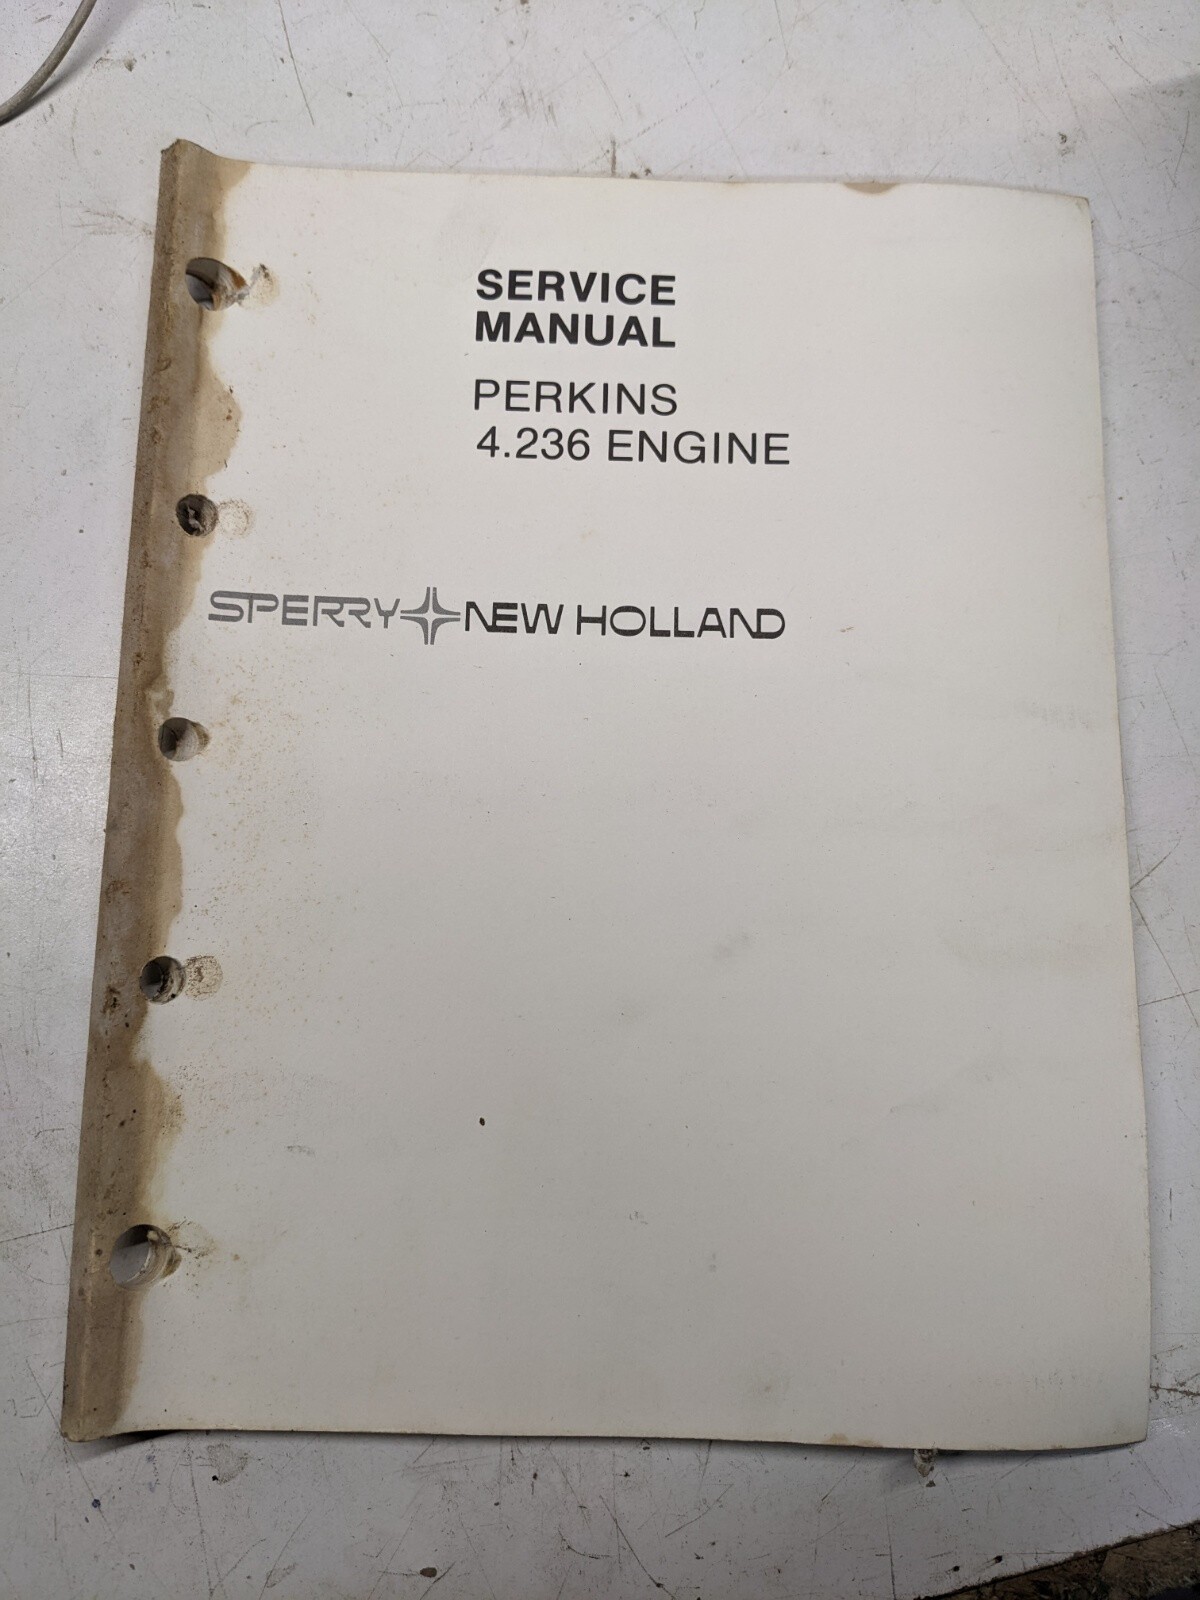 SERVICE
MANUAL
PERKINS
4.236 ENGINE
SPERRY NEW HOLLAND